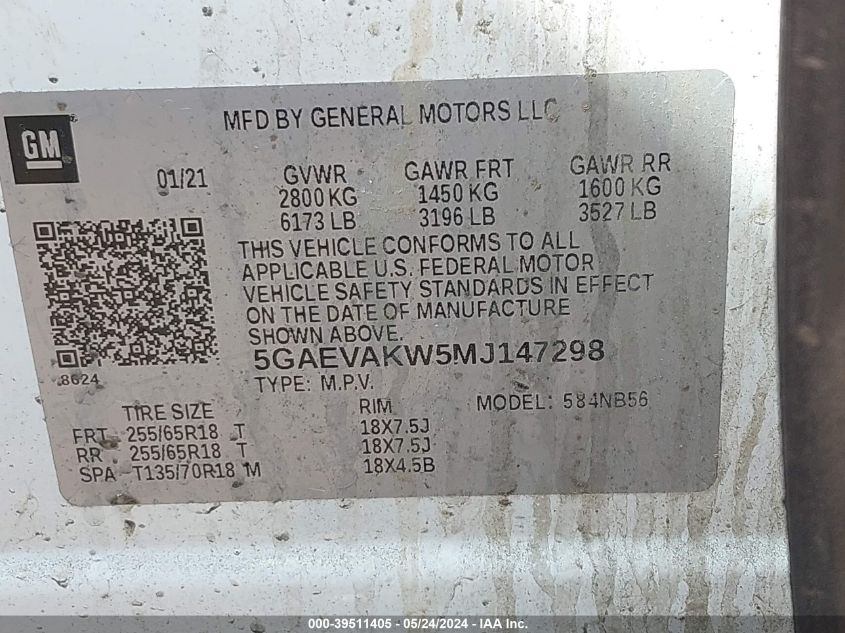 MFD BY GENERAL MOTORS LLC
GM
01/21
GVWR GAWR FRT GAWR RR
2800 KG 1450 KG 1600 KG
6173 LB 3196 LB 3527 LB
THIS VEHICLE CONFORMS TO ALL
APPLICABLE U.S. FEDERAL MOTOR
VEHICLE SAFETY STANDARDS IN EFFECT
ON THE DATE OF MANUFACTURE
SHOWN ABOVE.
5GAEVAKW5MJ147298
8624
TYPE: M.P.V. MODEL: 584NB56
TIRE SIZE RIM
FRT 255/65R18 T 18X7.5J
RR 255/65R18 T 18X7.5J
SPA T135/70R18 M 18X4.5B
000-39511405 - 05/24/2024 - IAA Inc.